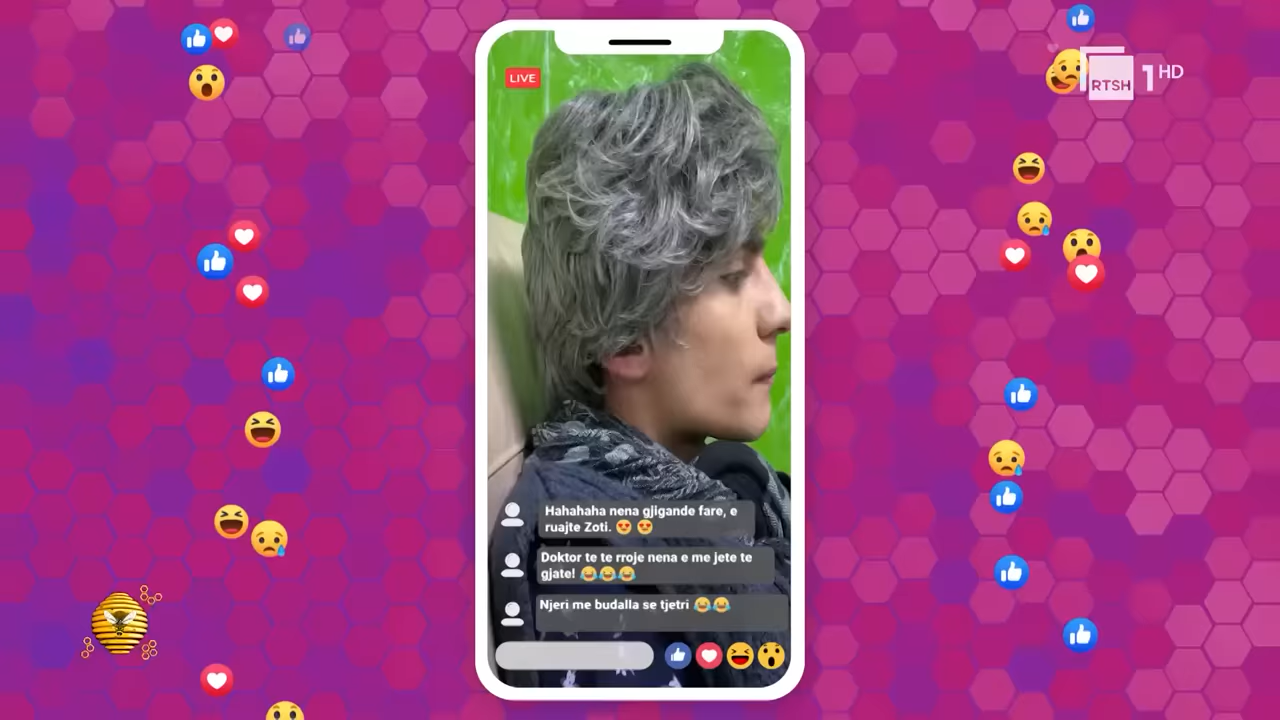 LIVE
RTSH 1 HD
Hahahaha nena gjigande fare, e
ruajte Zoti. 😍 😍
Doktor te te rroje nena e me jete te
gjate! 😂😂😂
Njeri me budalla se tjetri 😂😂